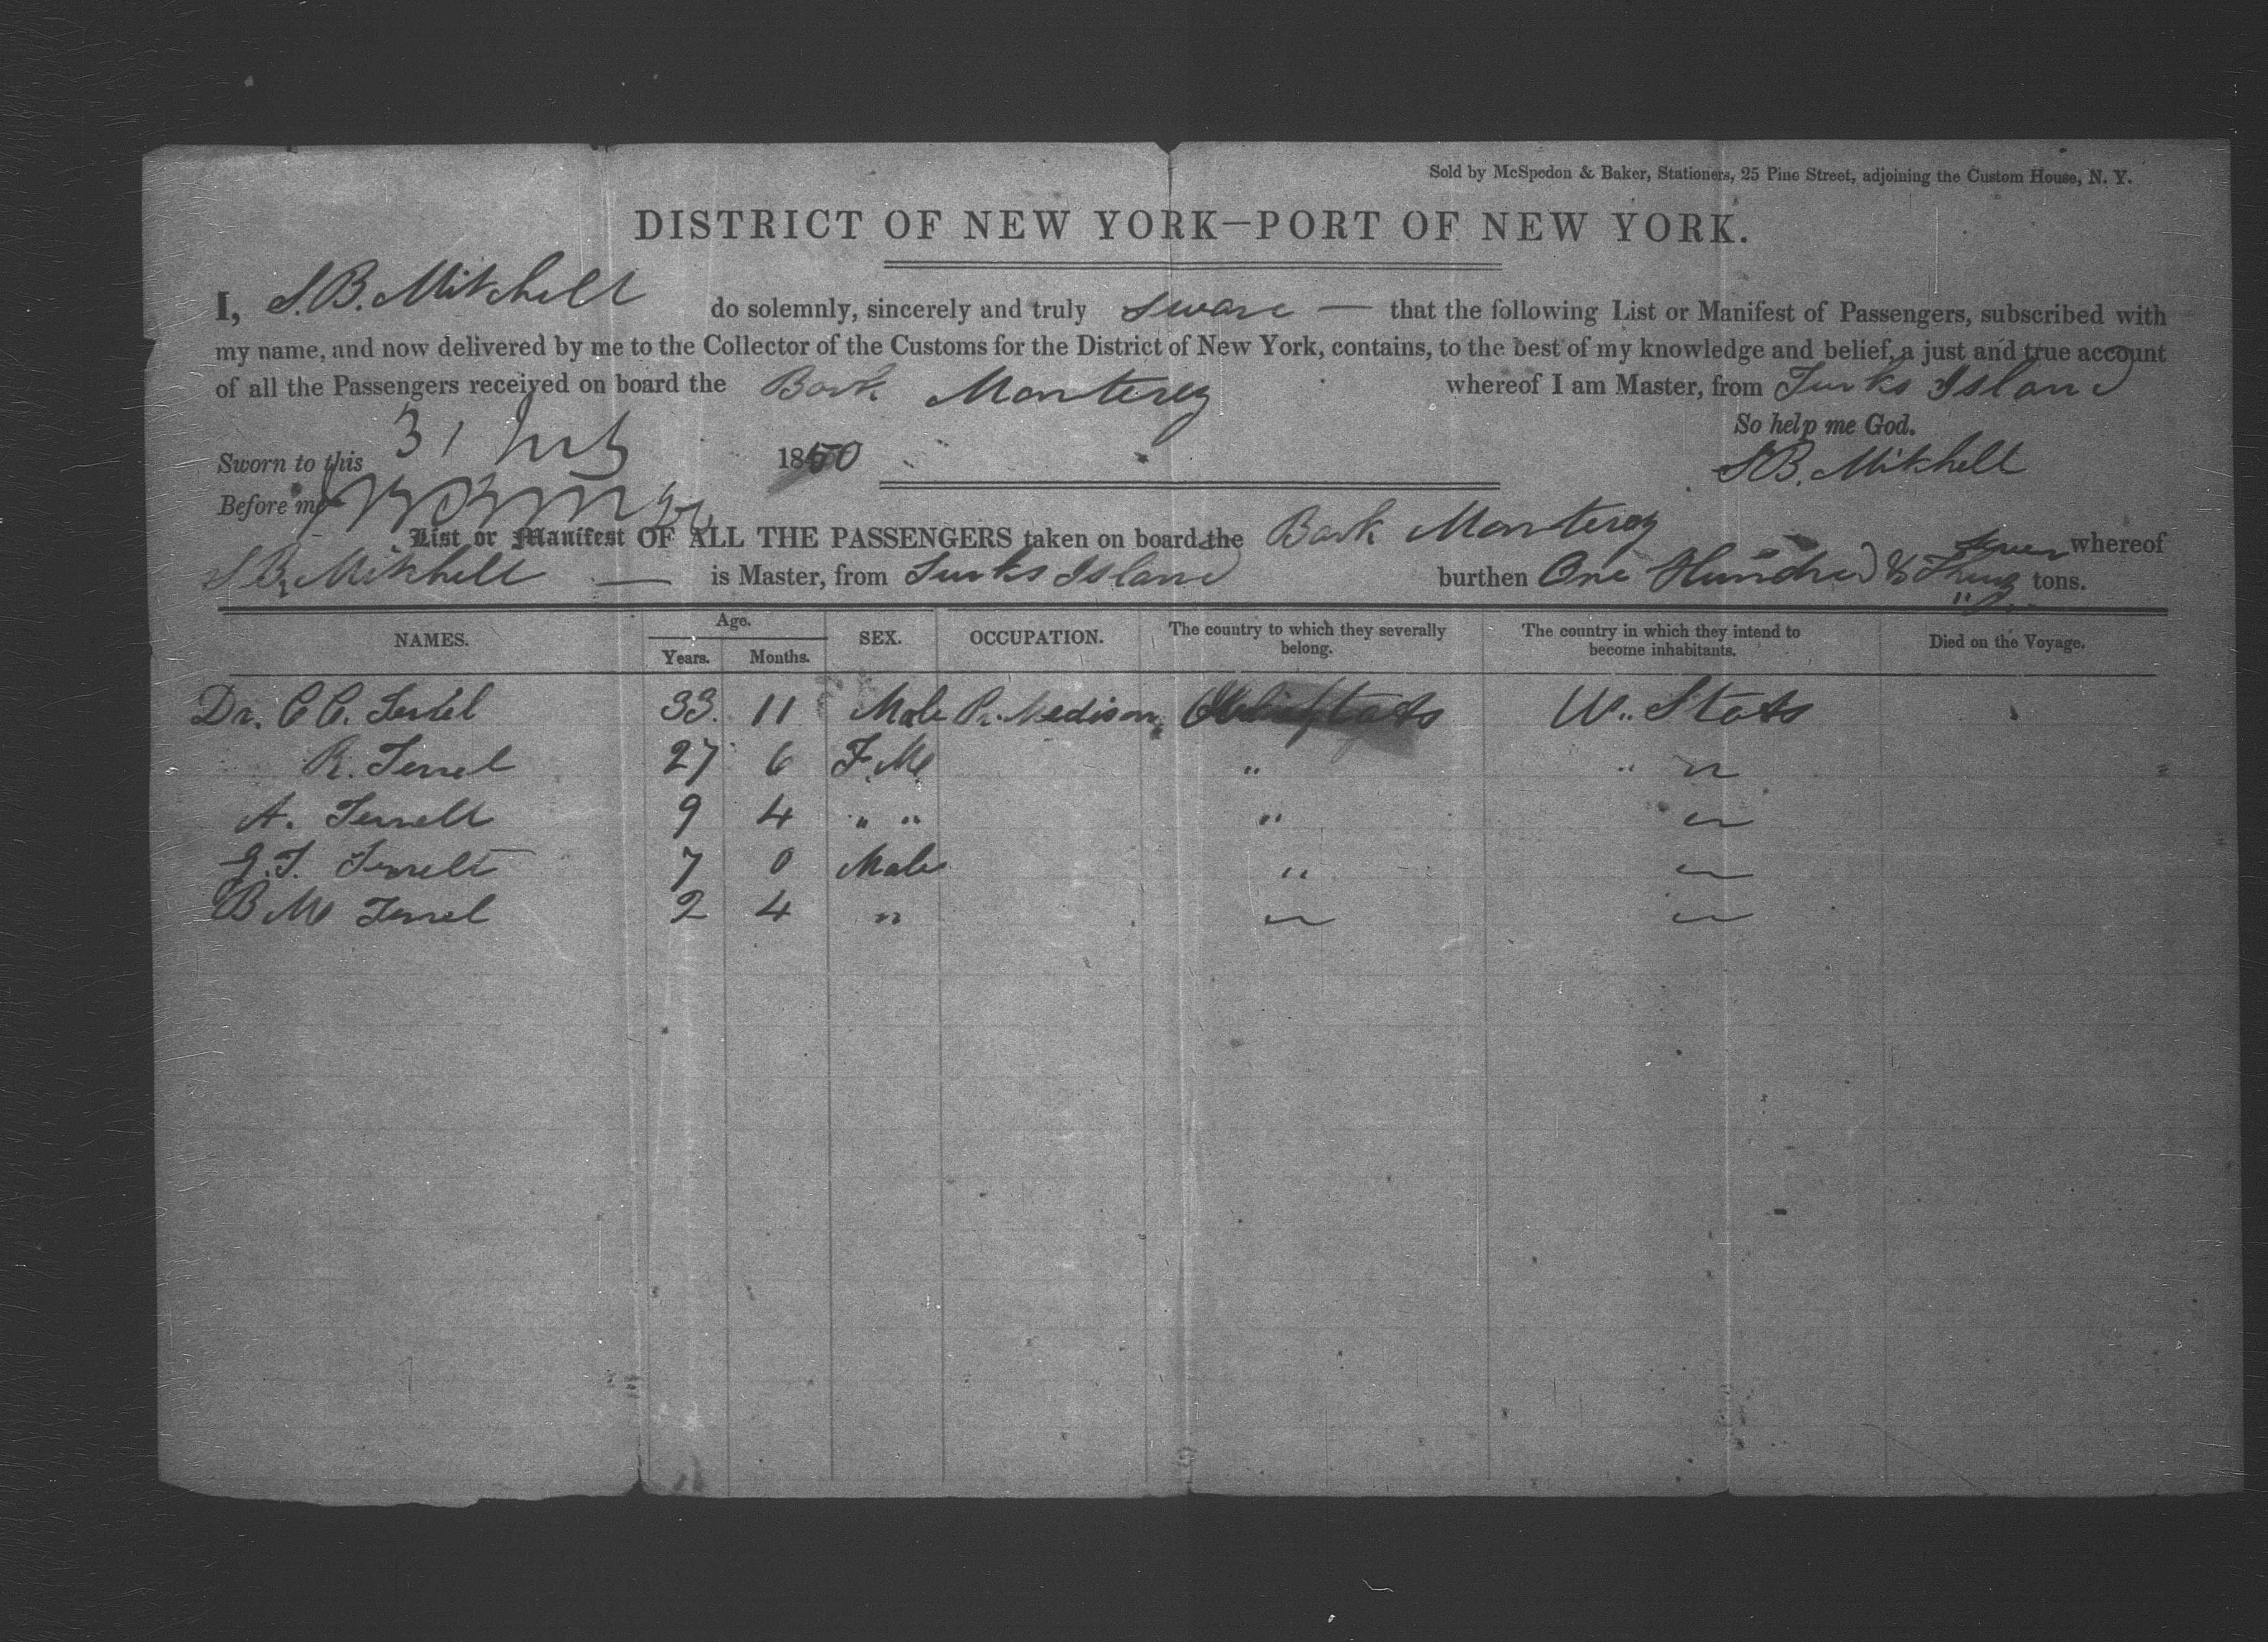 Sold by McSpedon & Baker, Stationers, 25 Pine Street, adjoining the Custom House, N. Y.
DISTRICT OF NEW YORK—PORT OF NEW YORK.
I, S. B. Mitchell do solemnly, sincerely and truly sware — that the following List or Manifest of Passengers, subscribed with
my name, and now delivered by me to the Collector of the Customs for the District of New York, contains, to the best of my knowledge and belief, a just and true account
of all the Passengers received on board the Bark Monterey whereof I am Master, from Turks Island
So help me God.
Sworn to this 31 July 1850
S B. Mitchell
Before me
List or Manifest OF ALL THE PASSENGERS taken on board the Bark Monterey whereof
S B. Mitchell — is Master, from Turks Island burthen One Hundred & tons.
NAMES. Age. SEX. OCCUPATION. The country to which they severally belong. The country in which they intend to become inhabitants. Died on the Voyage.
Years. Months.
Dr. C C. 33 11 Male Medison States U. States
R. Terrel 27 6 F. M " "
A. Terrell 9 4 " " " "
G. T. Terrell 7 0 Male " "
B M Terrel 2 4 " " "